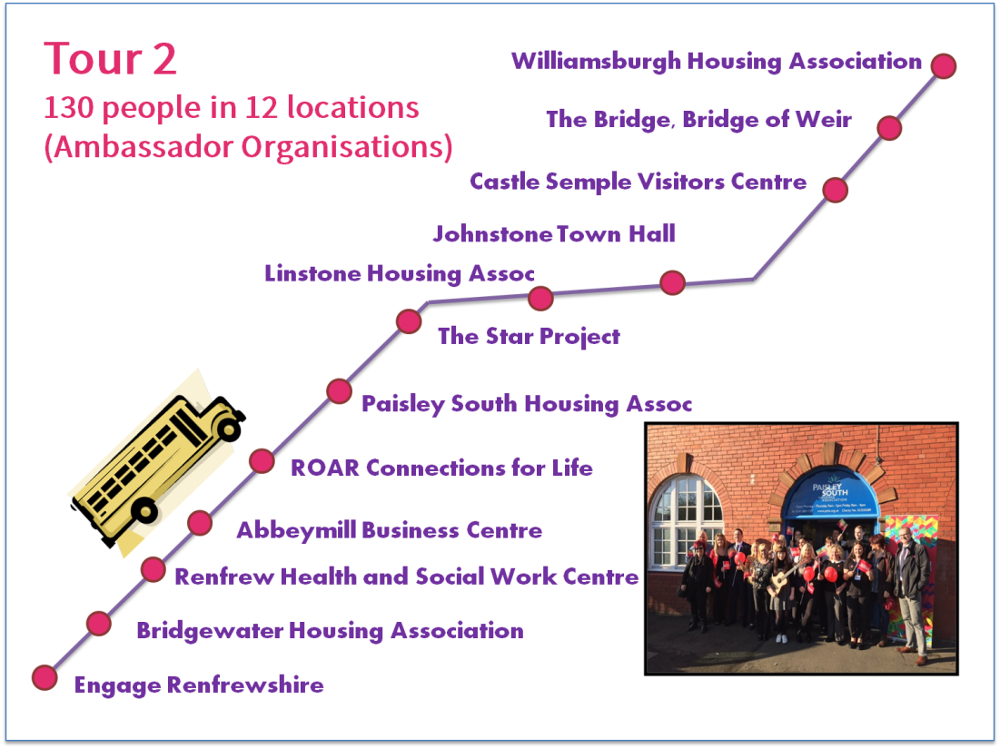 Tour 2
130 people in 12 locations
(Ambassador Organisations)
Williamsburgh Housing Association
The Bridge, Bridge of Weir
Castle Semple Visitors Centre
Johnstone Town Hall
Linstone Housing Assoc
The Star Project
Paisley South Housing Assoc
ROAR Connections for Life
Abbeymill Business Centre
Renfrew Health and Social Work Centre
Bridgewater Housing Association
Engage Renfrewshire
PAISLEY
SOUTH
ASSOCIATION